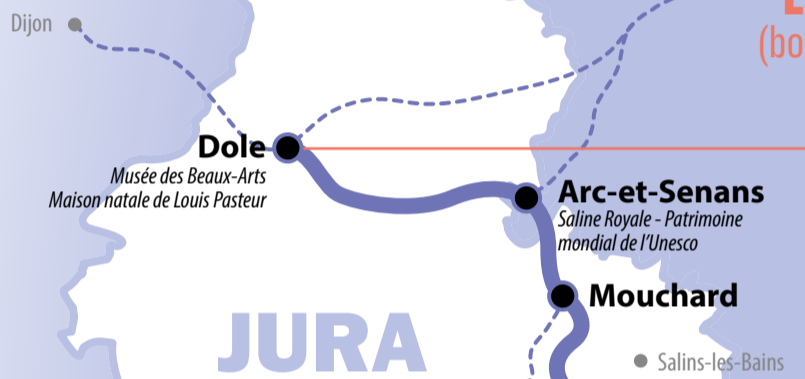 Dijon
(bo
Dole
Musée des Beaux-Arts
Maison natale de Louis Pasteur
Arc-et-Senans
Saline Royale - Patrimoine
mondial de l'Unesco
Mouchard
JURA
Salins-les-Bains